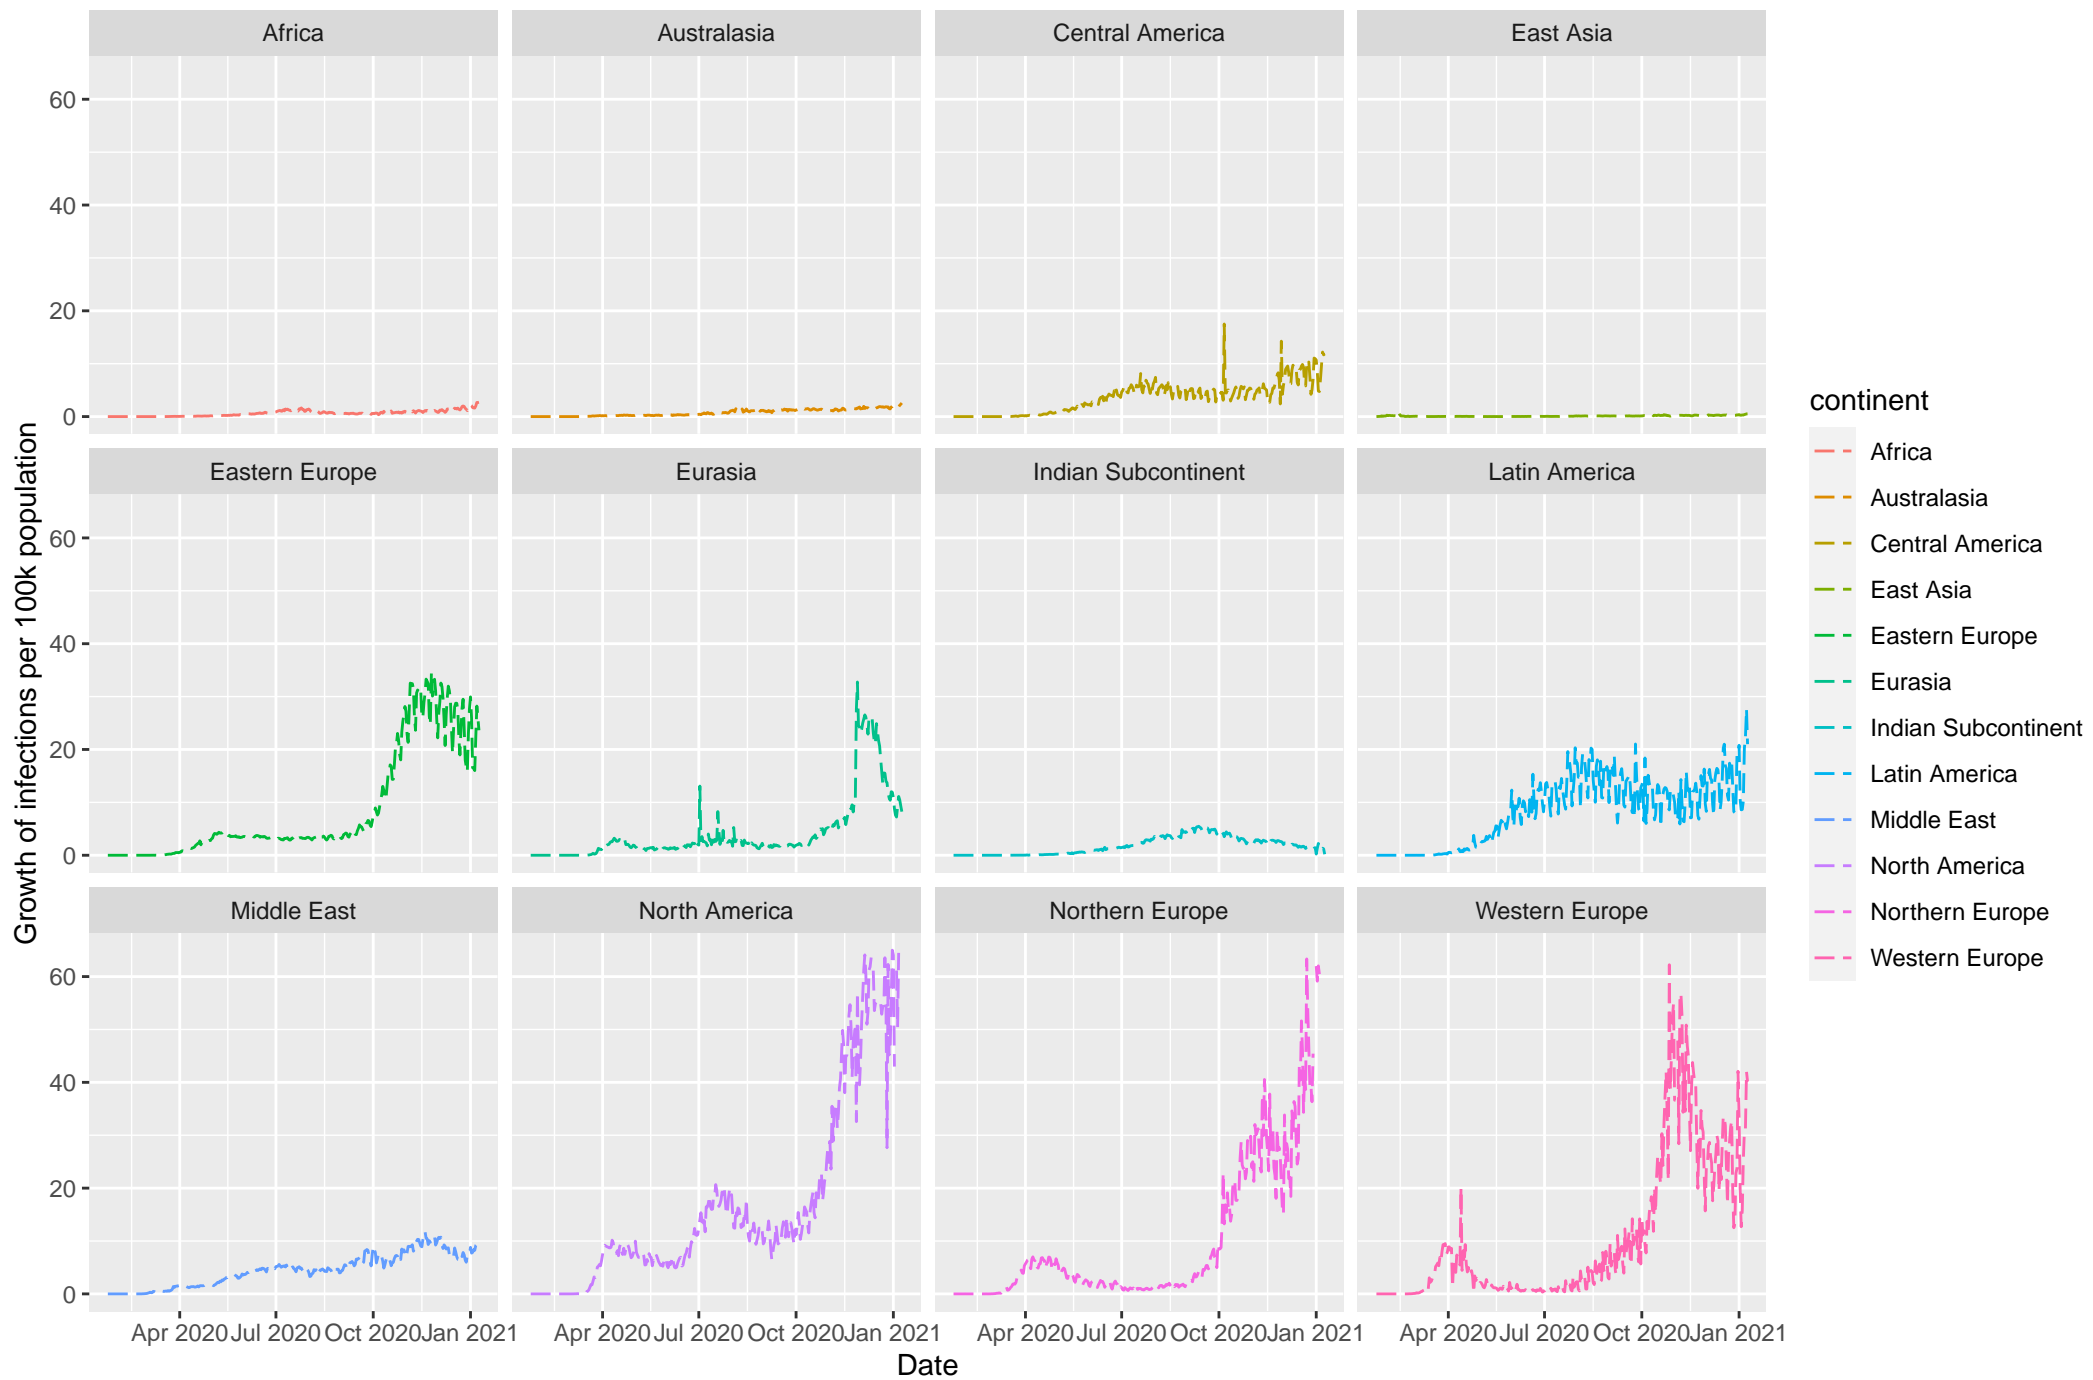 Africa
Australasia
Central America
East Asia
60
40
20
0
Eastern Europe
Eurasia
Indian Subcontinent
Latin America
60
40
20
0
Middle East
North America
Northern Europe
Western Europe
60
40
20
0
Apr 2020 Jul 2020 Oct 2020 Jan 2021
Apr 2020 Jul 2020 Oct 2020 Jan 2021
Apr 2020 Jul 2020 Oct 2020 Jan 2021
Apr 2020 Jul 2020 Oct 2020 Jan 2021
Date
Growth of infections per 100k population
continent
Africa
Australasia
Central America
East Asia
Eastern Europe
Eurasia
Indian Subcontinent
Latin America
Middle East
North America
Northern Europe
Western Europe